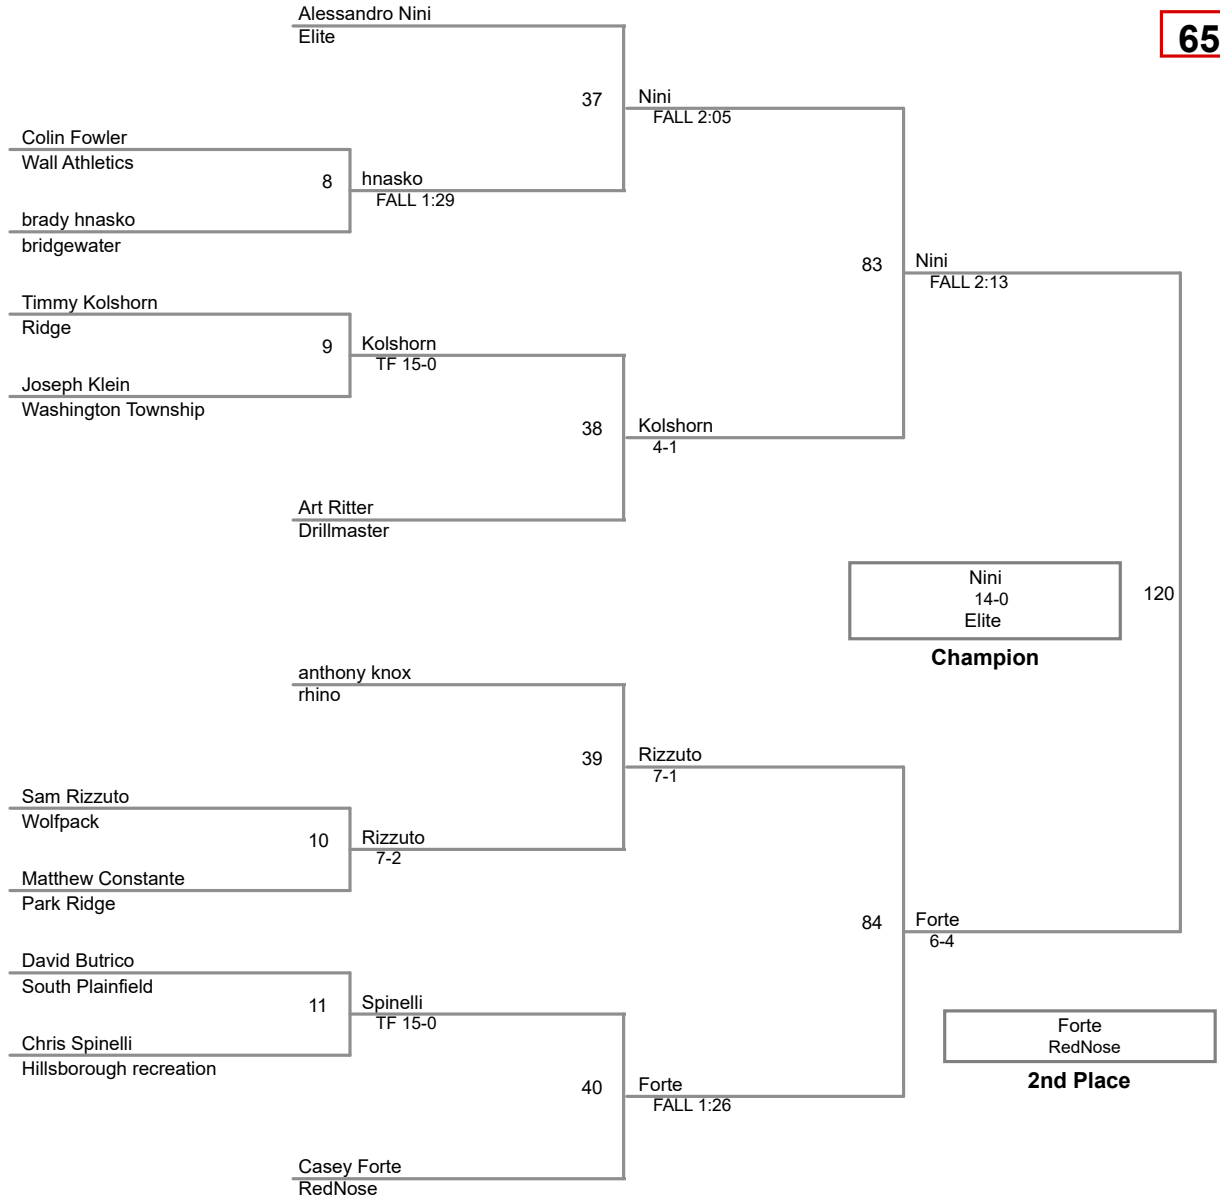 Alessandro Nini
Elite
65
37
Nini
FALL 2:05
Colin Fowler
Wall Athletics
8
hnasko
FALL 1:29
brady hnasko
bridgewater
83
Nini
FALL 2:13
Timmy Kolshorn
Ridge
9
Kolshorn
TF 15-0
Joseph Klein
Washington Township
38
Kolshorn
4-1
Art Ritter
Drillmaster
Nini
14-0
Elite
Champion
120
anthony knox
rhino
39
Rizzuto
7-1
Sam Rizzuto
Wolfpack
10
Rizzuto
7-2
Matthew Constante
Park Ridge
84
Forte
6-4
David Butrico
South Plainfield
11
Spinelli
TF 15-0
Chris Spinelli
Hillsborough recreation
Forte
RedNose
2nd Place
40
Forte
FALL 1:26
Casey Forte
RedNose